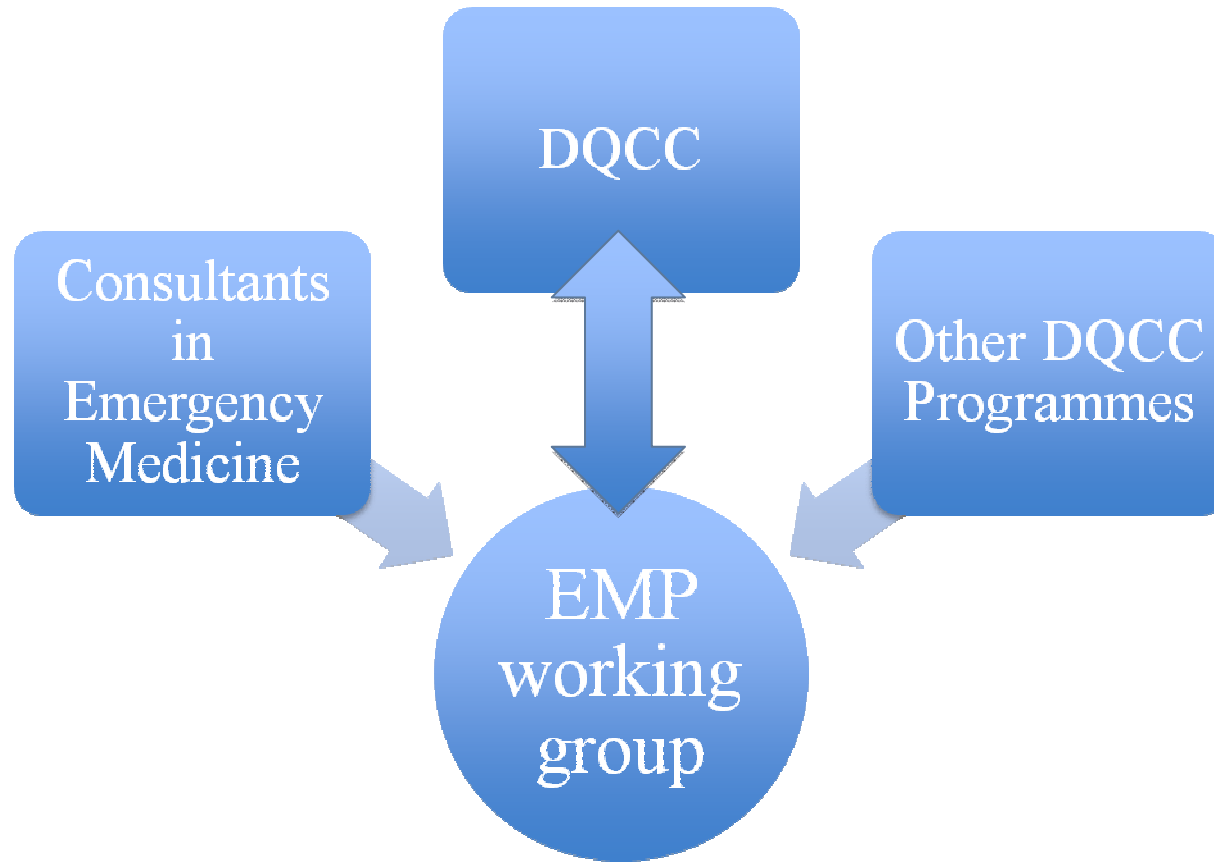 DQCC
Consultants
in
Emergency
Medicine
Other DQCC
Programmes
EMP
working
group